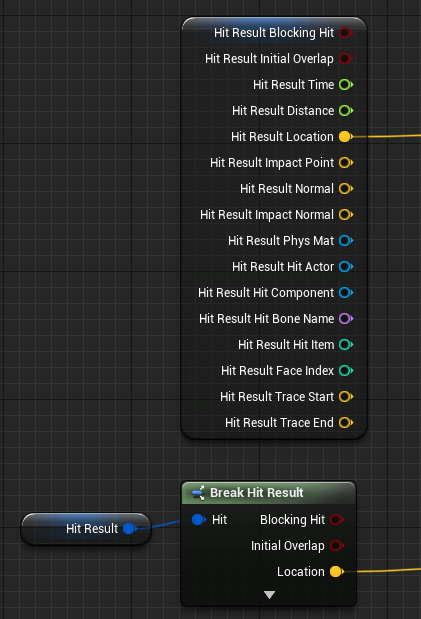 Hit Result Blocking Hit
Hit Result Initial Overlap
Hit Result Time
Hit Result Distance
Hit Result Location
Hit Result Impact Point
Hit Result Normal
Hit Result Impact Normal
Hit Result Phys Mat
Hit Result Hit Actor
Hit Result Hit Component
Hit Result Hit Bone Name
Hit Result Hit Item
Hit Result Face Index
Hit Result Trace Start
Hit Result Trace End
Break Hit Result
Hit Result
Hit
Blocking Hit
Initial Overlap
Location